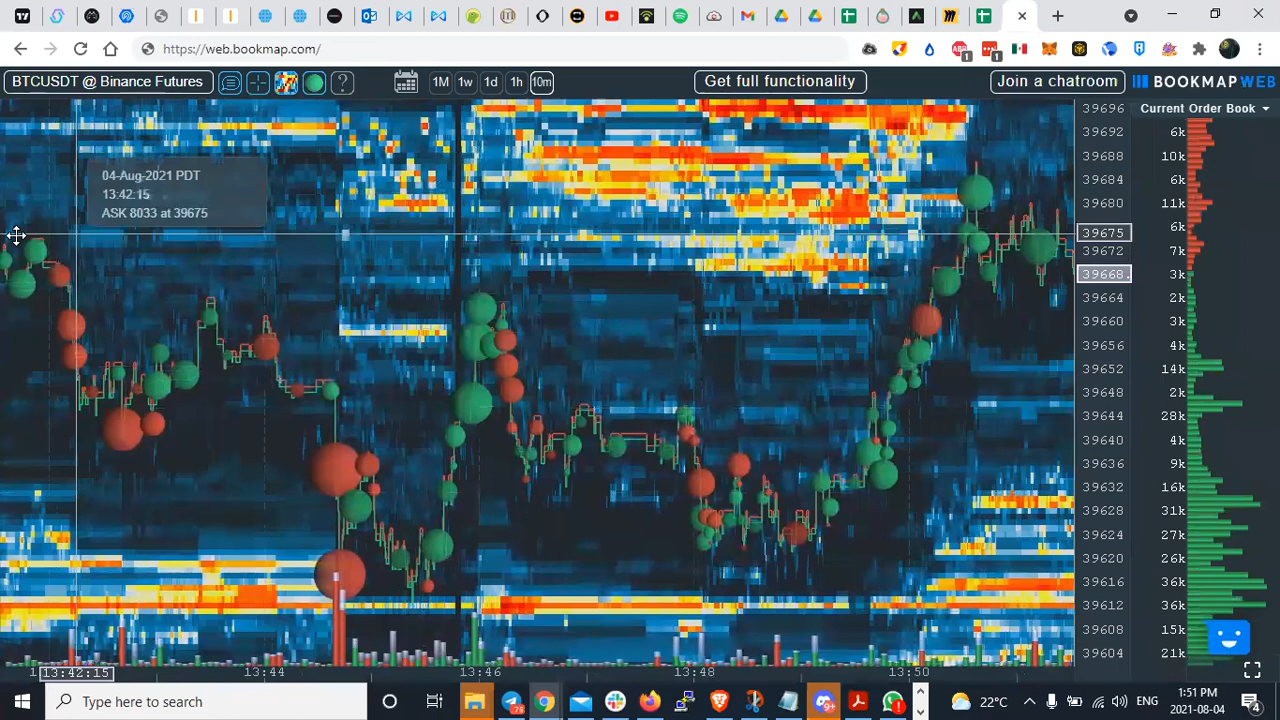 https://web.bookmap.com/
BTCUSDT @ Binance Futures
?
1M
1w
1d
1h
10m
Get full functionality
Join a chatroom
BOOKMAP WEB
Current Order Book
04-Aug-2021 PDT
13:42:15
ASK 8033 at 39675
39696
39692 6k
39688 10k
39684 6k
39680 11k
6k
39675
39672 7k
39668 3k
39664 2k
39660 3k
39656 4k
39652 14k
39648 2k
39644 28k
39640 4k
39636 9k
39632 16k
39628 31k
39624 27k
39620 26k
39616 36k
39612 36k
39608 15k
39604 21k
13:42:15
13:44
13:46
13:48
13:50
Type here to search
22°C
ENG
1:51 PM
2021-08-04